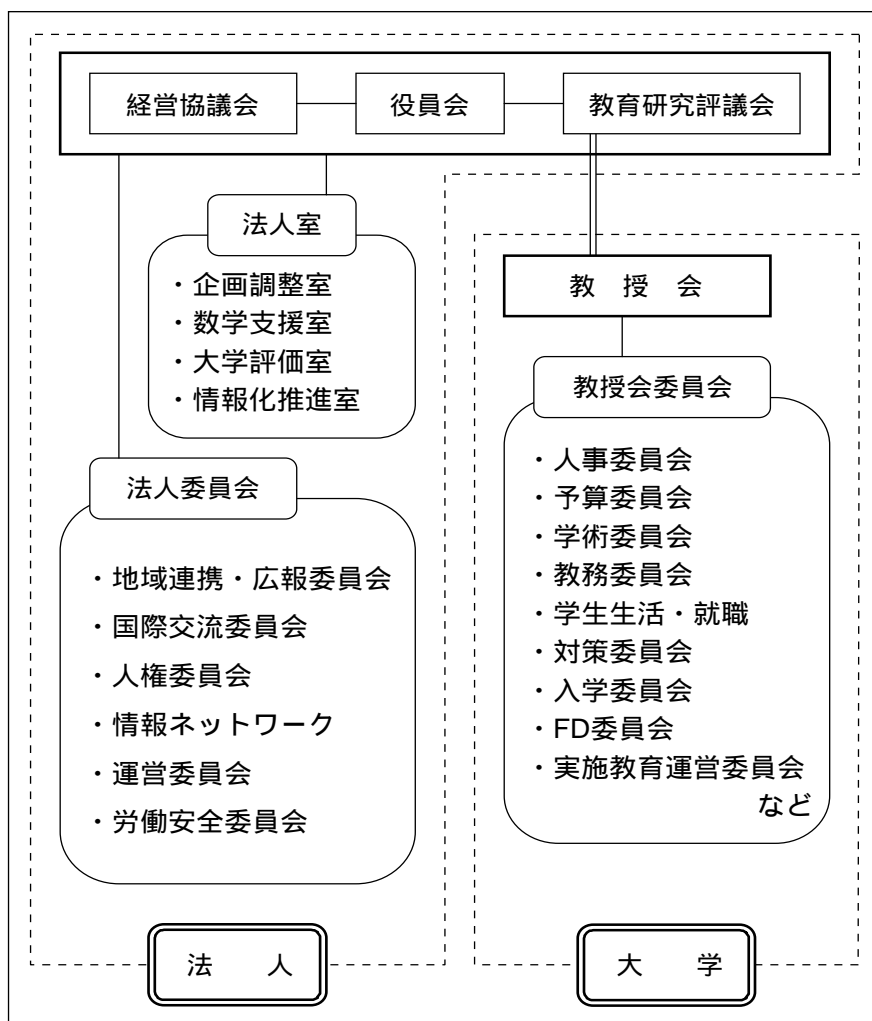 経営協議会
役員会
教育研究評議会
法人室
・企画調整室
・数学支援室
・大学評価室
・情報化推進室
法人委員会
・地域連携・広報委員会
・国際交流委員会
・人権委員会
・情報ネットワーク
・運営委員会
・労働安全委員会
教　授　会
教授会委員会
・人事委員会
・予算委員会
・学術委員会
・教務委員会
・学生生活・就職
・対策委員会
・入学委員会
・FD委員会
・実施教育運営委員会
など
法　　人
大　　学